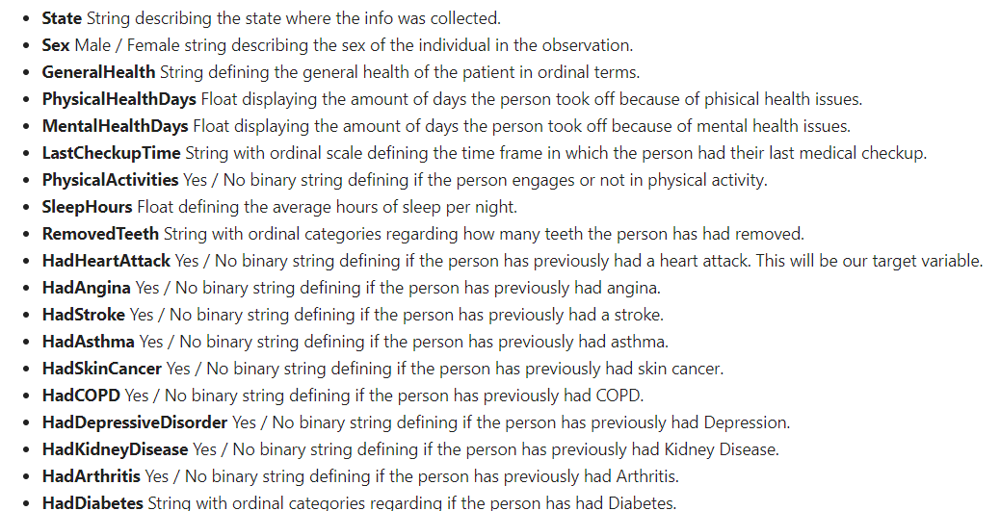 State String describing the state where the info was collected.
Sex Male / Female string describing the sex of the individual in the observation.
GeneralHealth String defining the general health of the patient in ordinal terms.
PhysicalHealthDays Float displaying the amount of days the person took off because of phisical health issues.
MentalHealthDays Float displaying the amount of days the person took off because of mental health issues.
LastCheckupTime String with ordinal scale defining the time frame in which the person had their last medical checkup.
PhysicalActivities Yes / No binary string defining if the person engages or not in physical activity.
SleepHours Float defining the average hours of sleep per night.
RemovedTeeth String with ordinal categories regarding how many teeth the person has had removed.
HadHeartAttack Yes / No binary string defining if the person has previously had a heart attack. This will be our target variable.
HadAngina Yes / No binary string defining if the person has previously had angina.
HadStroke Yes / No binary string defining if the person has previously had a stroke.
HadAsthma Yes / No binary string defining if the person has previously had asthma.
HadSkinCancer Yes / No binary string defining if the person has previously had skin cancer.
HadCOPD Yes / No binary string defining if the person has previously had COPD.
HadDepressiveDisorder Yes / No binary string defining if the person has previously had Depression.
HadKidneyDisease Yes / No binary string defining if the person has previously had Kidney Disease.
HadArthritis Yes / No binary string defining if the person has previously had Arthritis.
HadDiabetes String with ordinal categories regarding if the person has had Diabetes.